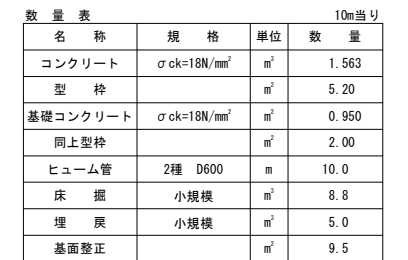 数　量　表　10m当り
名　称　規　格　単位　数　量
コンクリート　σck=18N/mm²　m³　1.563
型　枠　m²　5.20
基礎コンクリート　σck=18N/mm²　m²　0.950
同上型枠　m²　2.00
ヒューム管　2種　D600　m　10.0
床　掘　小規模　m³　8.8
埋　戻　小規模　m³　5.0
基面整正　m²　9.5